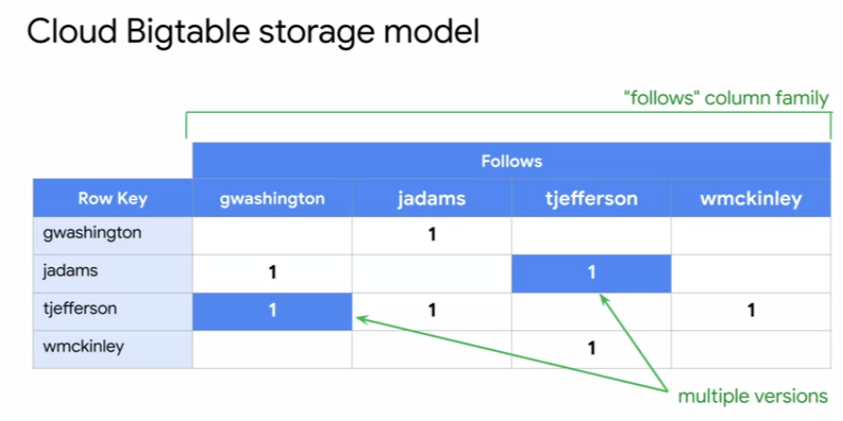 Cloud Bigtable storage model
"follows" column family
Follows
Row Key gwashington jadams tjefferson wmckinley
gwashington 1
jadams 1 1
tjefferson 1 1 1
wmckinley 1
multiple versions